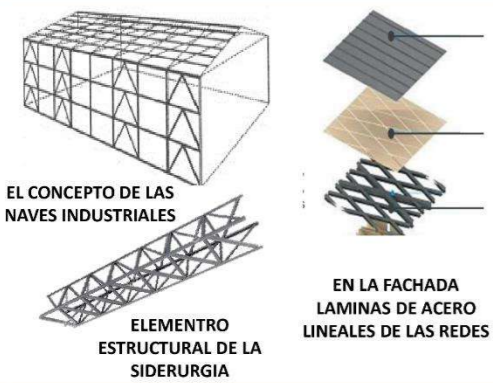 EL CONCEPTO DE LAS
NAVES INDUSTRIALES
ELEMENTRO
ESTRUCTURAL DE LA
SIDERURGIA
EN LA FACHADA
LAMINAS DE ACERO
LINEALES DE LAS REDES